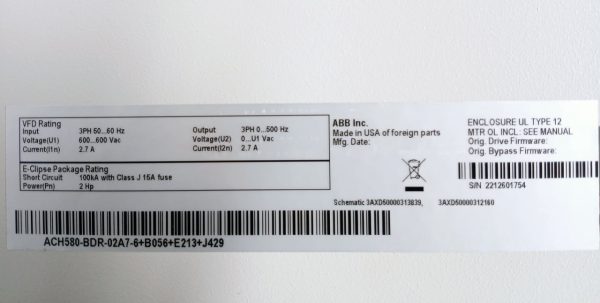 VFD Rating
Input 3PH 50...60 Hz Output 3PH 0...500 Hz
Voltage(U1) 600...600 Vac Voltage(U2) 0...U1 Vac
Current(I1n) 2.7 A Current(I2n) 2.7 A
E-Clipse Package Rating
Short Circuit 100kA with Class J 15A fuse
Power(Pn) 2 Hp
ABB Inc.
Made in USA of foreign parts
Mfg. Date:
ENCLOSURE UL TYPE 12
MTR OL INCL: SEE MANUAL
Orig. Drive Firmware:
Orig. Bypass Firmware:
S/N 2212601754
Schematic 3AXD50000313839, 3AXD50000312160
ACH580-BDR-02A7-6+B056+E213+J429